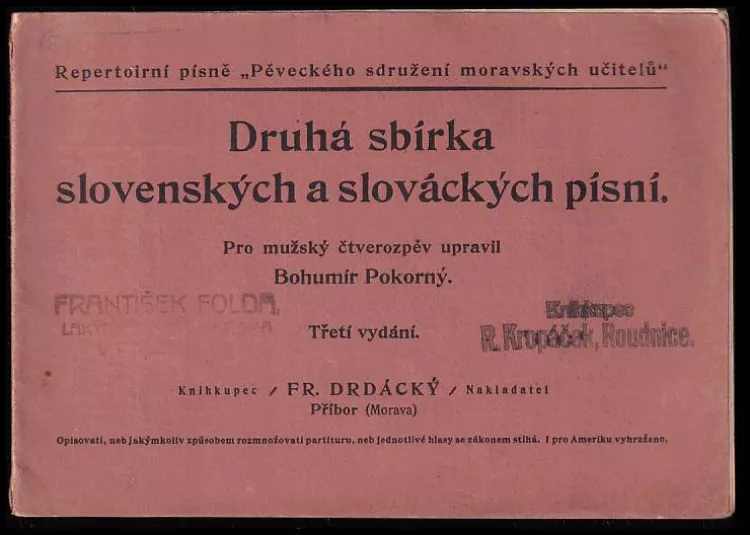 Repertoirní písně „Pěveckého sdružení moravských učitelů“
Druhá sbírka
slovenských a slováckých písní.
Pro mužský čtverozpěv upravil
Bohumír Pokorný.
FRANTIŠEK FOLDA,
Knihkupec
R. Kropáček, Roudnice.
Třetí vydání.
Knihkupec / FR. DRDÁCKÝ / Nakladatel
Příbor (Morava)
Opisovati, neb jakýmkoliv způsobem rozmnožovati partituru, neb jednotlivé hlasy se zákonem stihá. I pro Ameriku vyhraženo.